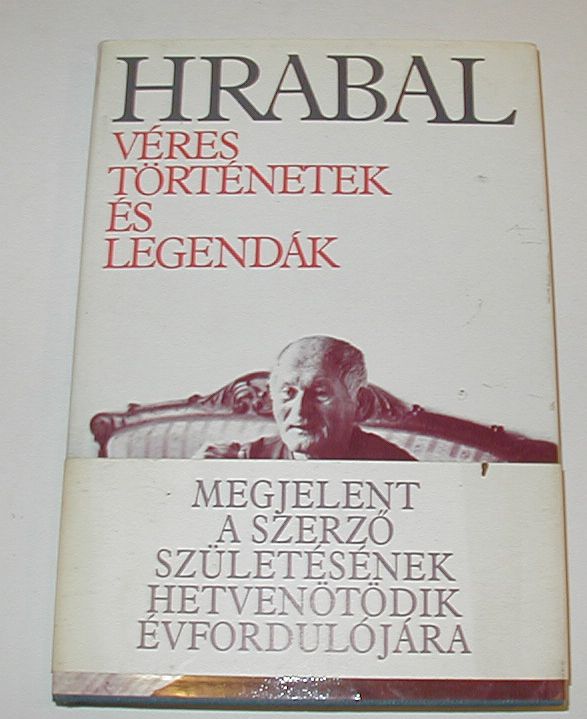 HRABAL
VÉRES
TÖRTÉNETEK
ÉS
LEGENDÁK
MEGJELENT
A SZERZŐ
SZÜLETÉSÉNEK
HETVENÖTÖDIK
ÉVFORDULÓJÁRA